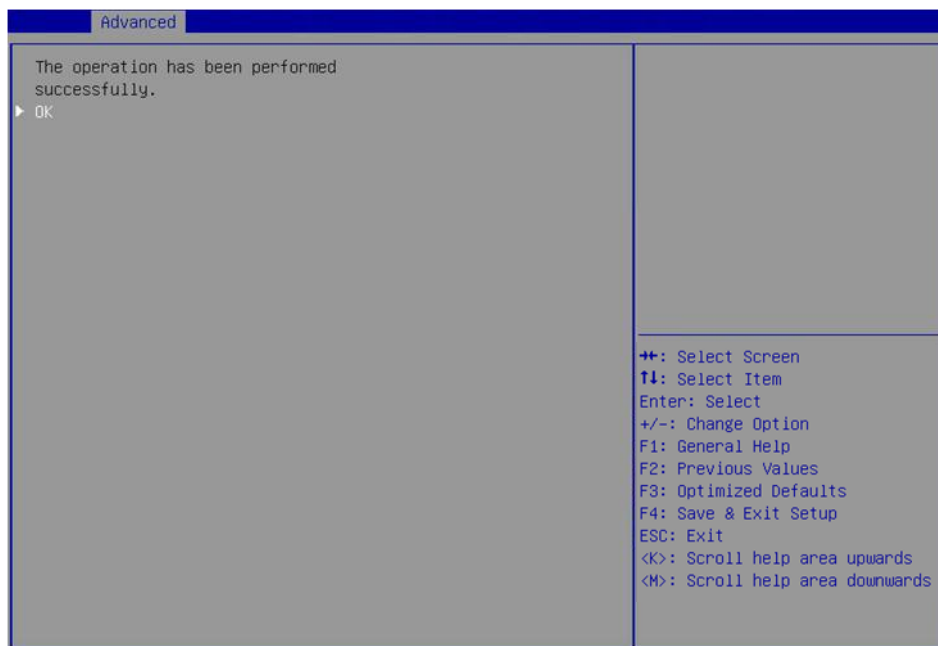 Advanced
The operation has been performed
successfully.
OK
→←: Select Screen
↑↓: Select Item
Enter: Select
+/-: Change Option
F1: General Help
F2: Previous Values
F3: Optimized Defaults
F4: Save & Exit Setup
ESC: Exit
<K>: Scroll help area upwards
<M>: Scroll help area downwards